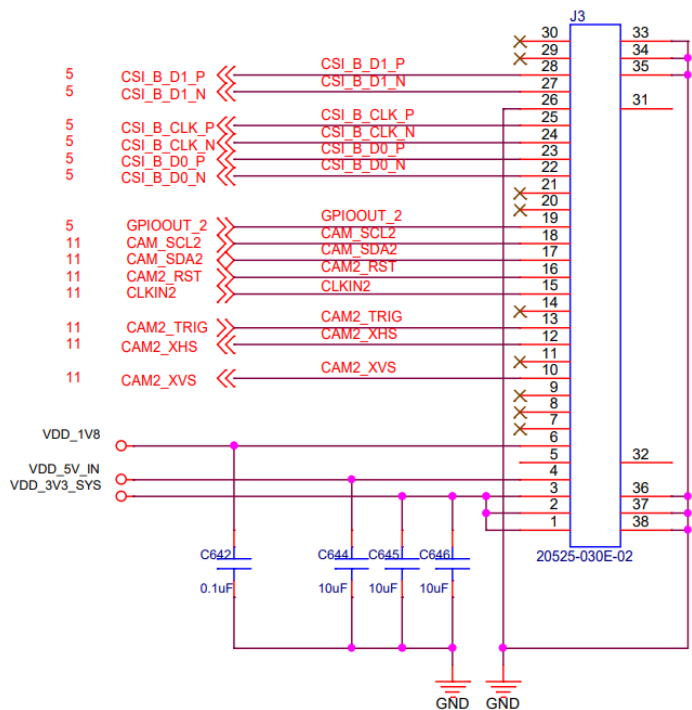 J3
30 33
29 34
5 CSI_B_D1_P CSI_B_D1_P 28 35
5 CSI_B_D1_N CSI_B_D1_N 27
26 31
5 CSI_B_CLK_P CSI_B_CLK_P 25
5 CSI_B_CLK_N CSI_B_CLK_N 24
5 CSI_B_D0_P CSI_B_D0_P 23
5 CSI_B_D0_N CSI_B_D0_N 22
21
20
5 GPIOOUT_2 GPIOOUT_2 19
11 CAM_SCL2 CAM_SCL2 18
11 CAM_SDA2 CAM_SDA2 17
11 CAM2_RST CAM2_RST 16
11 CLKIN2 CLKIN2 15
14
11 CAM2_TRIG CAM2_TRIG 13
11 CAM2_XHS CAM2_XHS 12
11
11 CAM2_XVS CAM2_XVS 10
9
8
7
VDD_1V8 6
5 32
VDD_5V_IN 4
VDD_3V3_SYS 3 36
2 37
1 38
C642 C644 C645 C646 20525-030E-02
0.1uF 10uF 10uF 10uF
GND GND